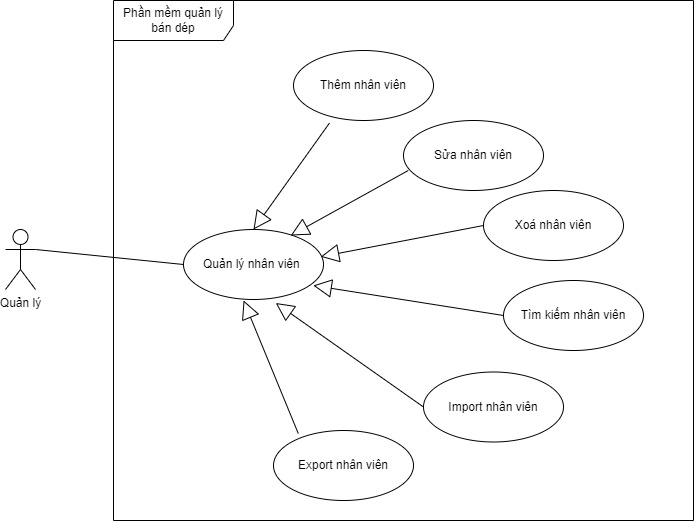 Phần mềm quản lý
bán dép
Thêm nhân viên
Sửa nhân viên
Xoá nhân viên
Quản lý nhân viên
Quản lý
Tìm kiếm nhân viên
Import nhân viên
Export nhân viên